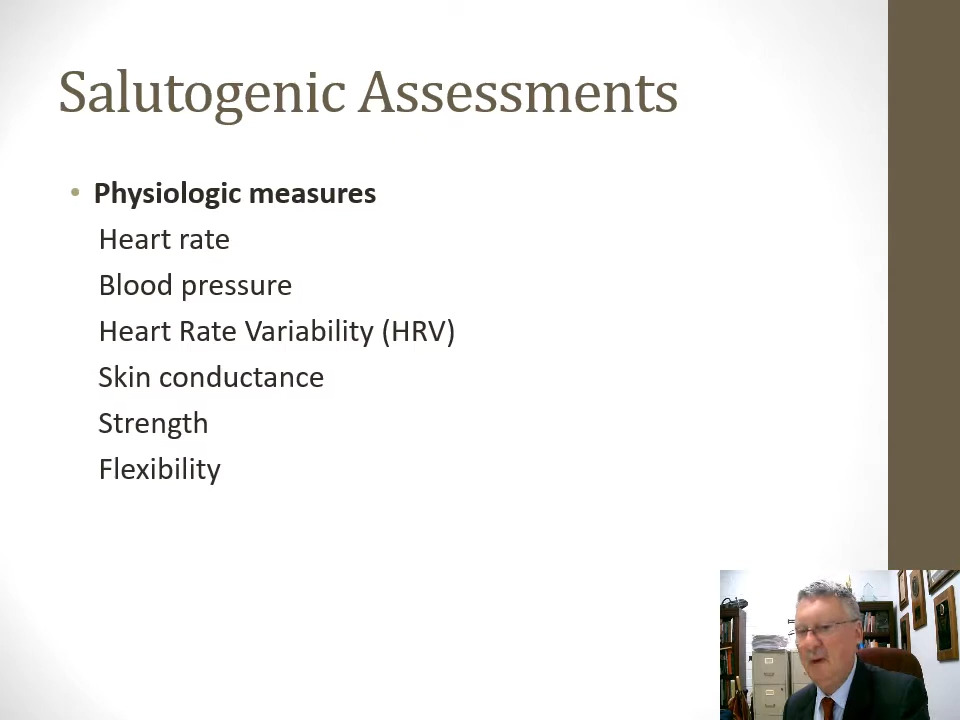 Salutogenic Assessments
• Physiologic measures
Heart rate
Blood pressure
Heart Rate Variability (HRV)
Skin conductance
Strength
Flexibility